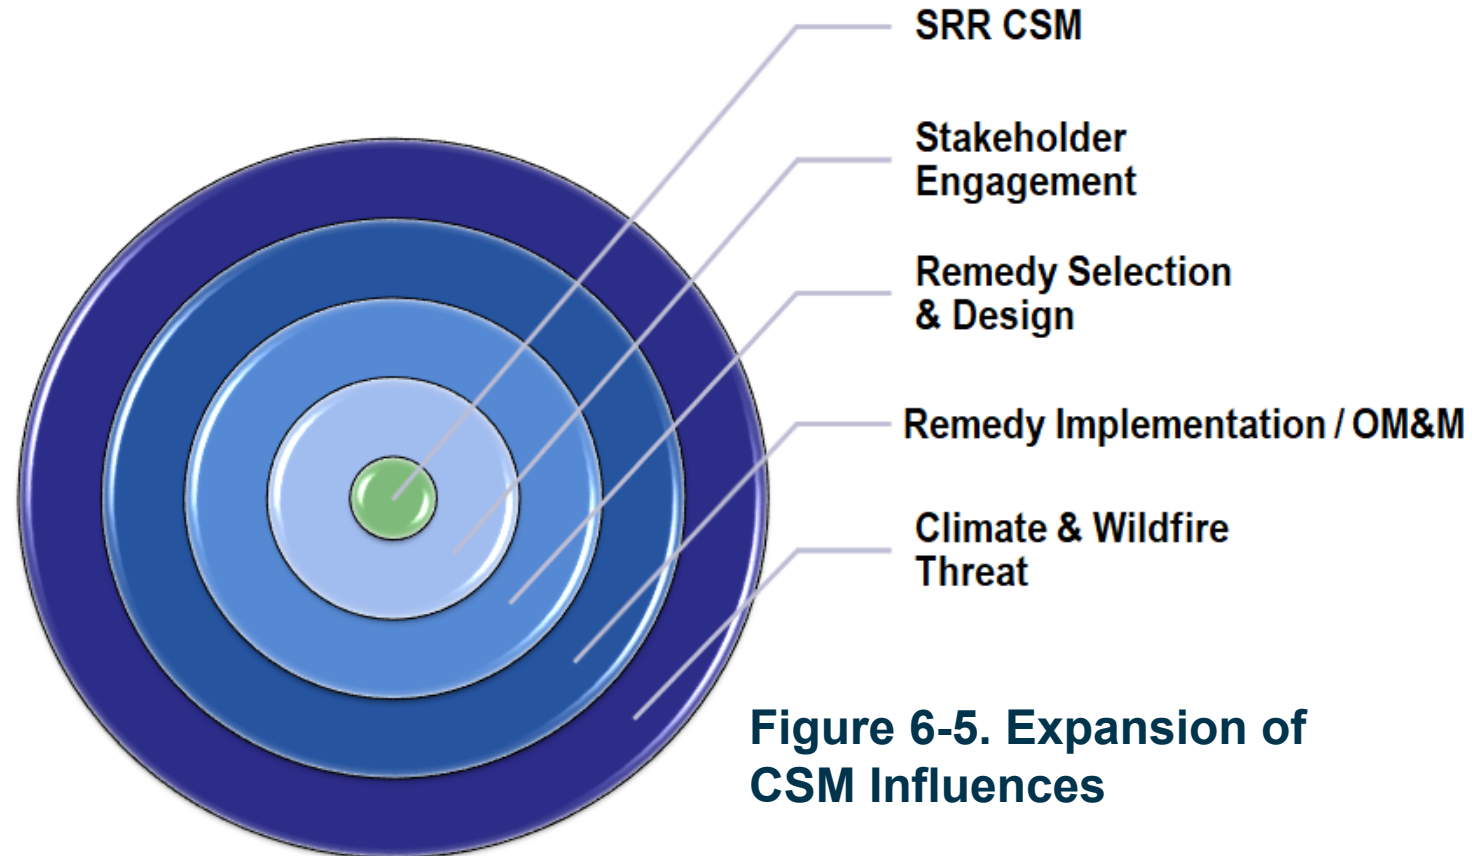 SRR CSM
Stakeholder
Engagement
Remedy Selection
& Design
Remedy Implementation / OM&M
Climate & Wildfire
Threat
Figure 6-5. Expansion of
CSM Influences